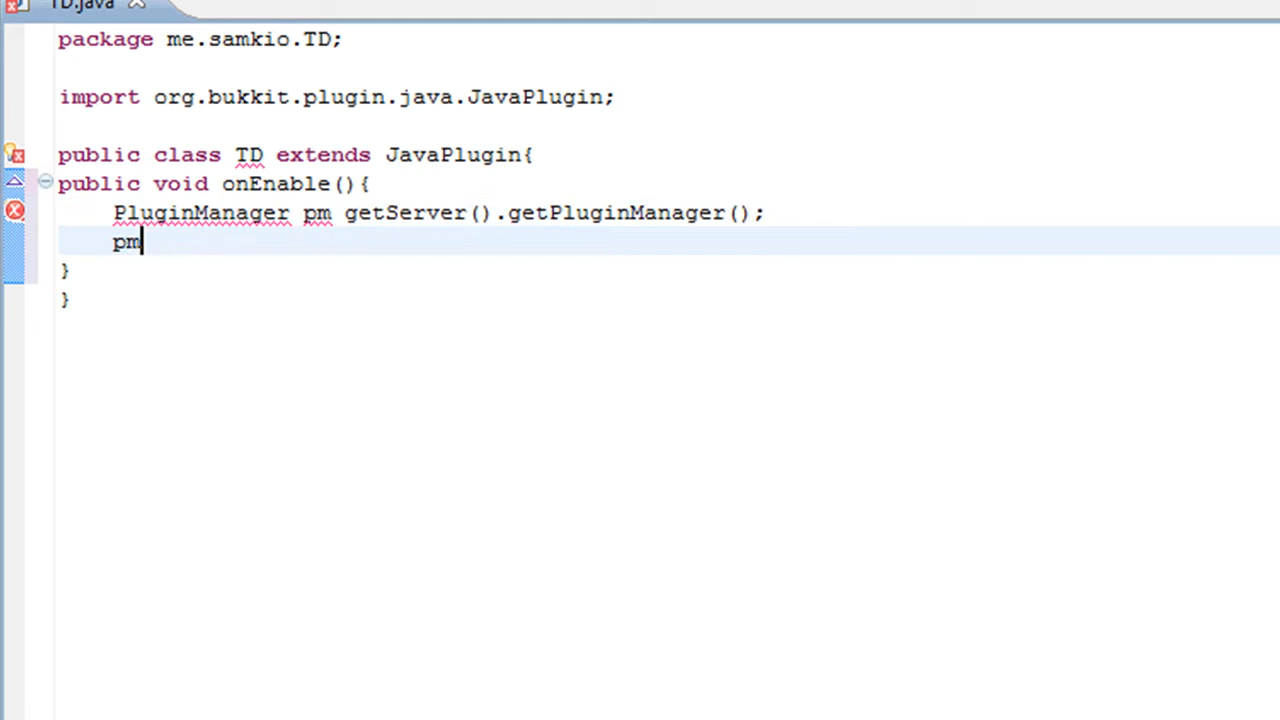 TD.java
package me.samkio.TD;
import org.bukkit.plugin.java.JavaPlugin;
public class TD extends JavaPlugin{
public void onEnable(){
PluginManager pm getServer().getPluginManager();
pm
}
}